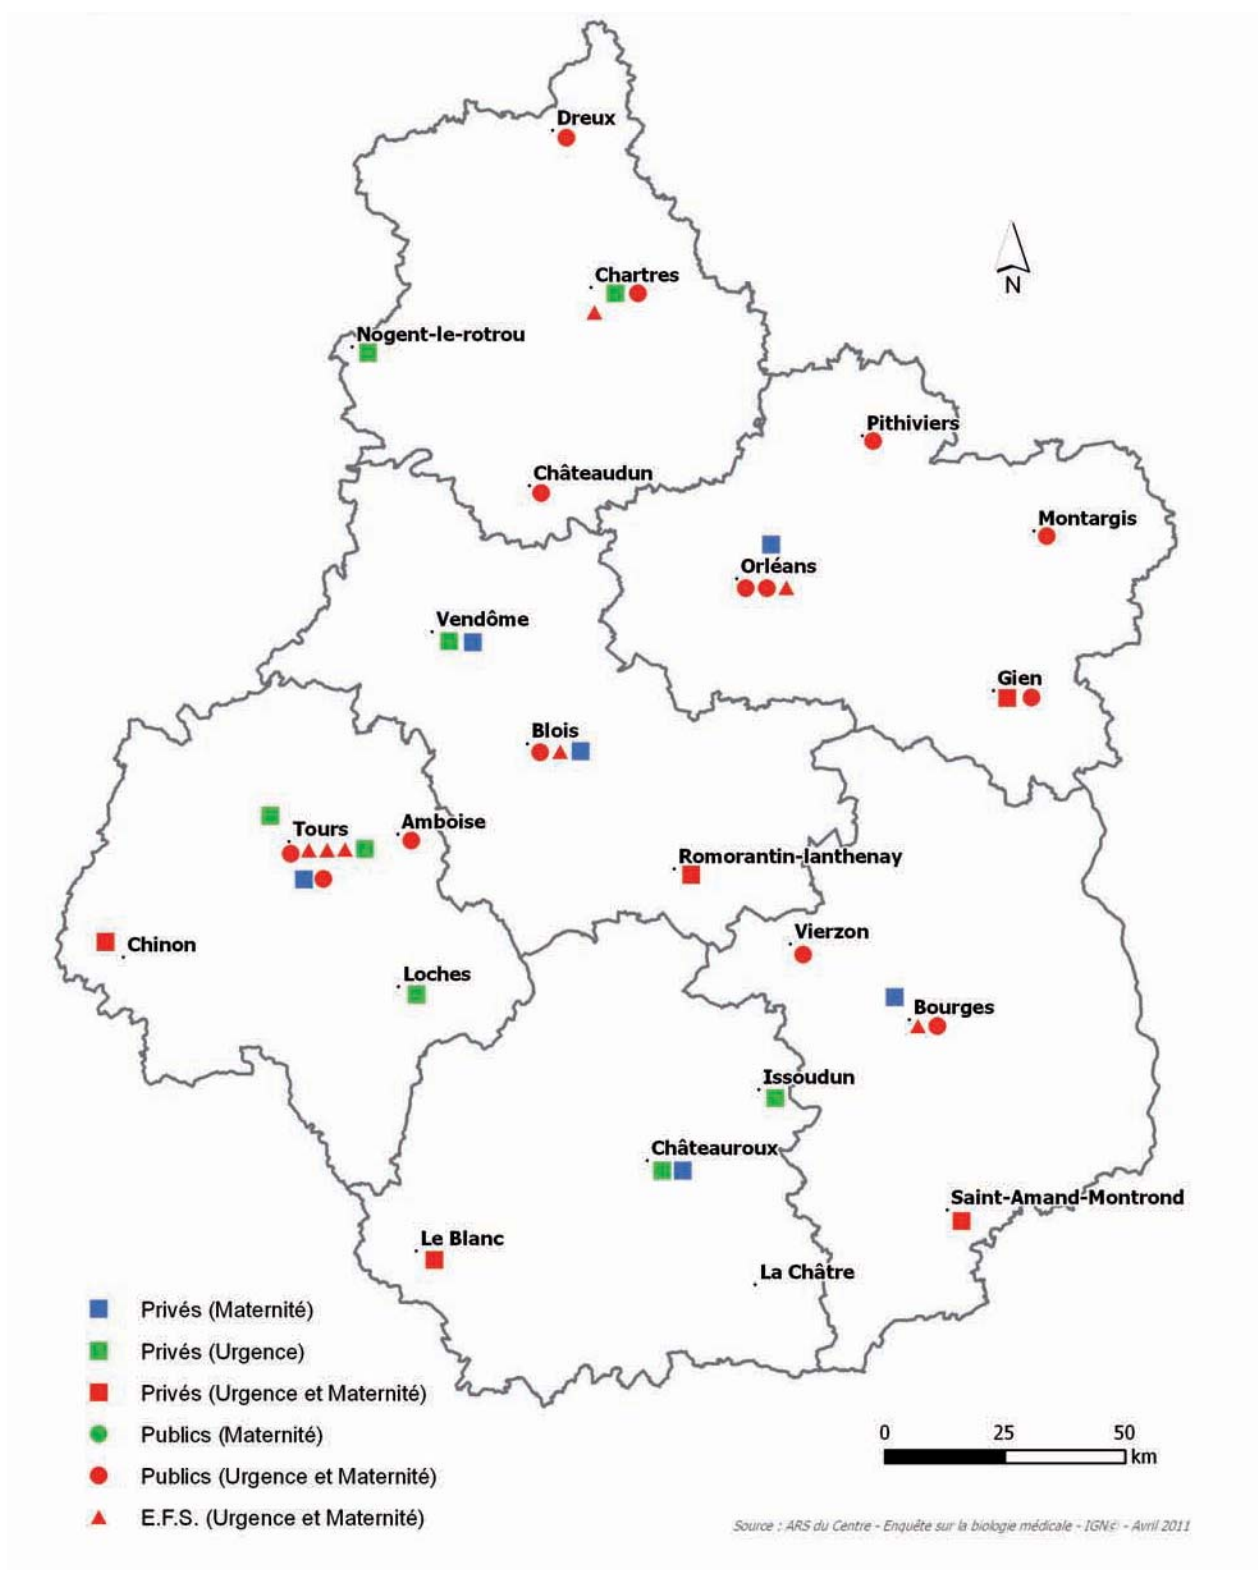 Dreux
Chartres
N
Nogent-le-rotrou
Pithiviers
Châteaudun
Montargis
Orléans
Vendôme
Gien
Blois
Tours
Amboise
Romorantin-lanthenay
Vierzon
Chinon
Loches
Bourges
Issoudun
Châteauroux
Saint-Amand-Montrond
Le Blanc
La Châtre
Privés (Maternité)
Privés (Urgence)
Privés (Urgence et Maternité)
Publics (Maternité)
Publics (Urgence et Maternité)
E.F.S. (Urgence et Maternité)
0 25 50
km
Source : ARS du Centre - Enquête sur la biologie médicale - IGN© - Avril 2011